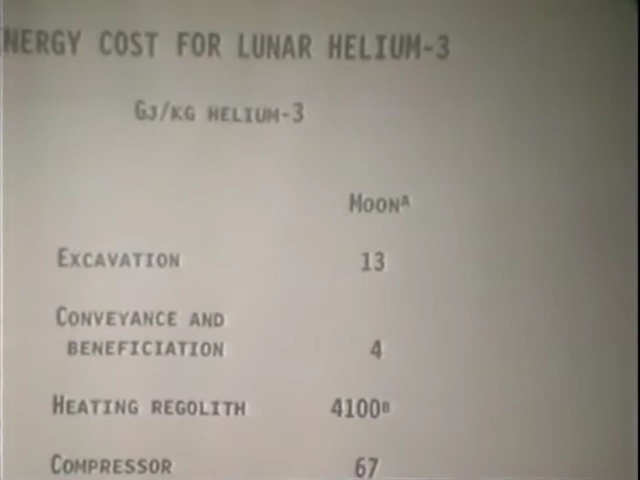 NERGY COST FOR LUNAR HELIUM-3
GJ/KG HELIUM-3
MOONᴬ
EXCAVATION 13
CONVEYANCE AND
BENEFICIATION 4
HEATING REGOLITH 4100ᴮ
COMPRESSOR 67